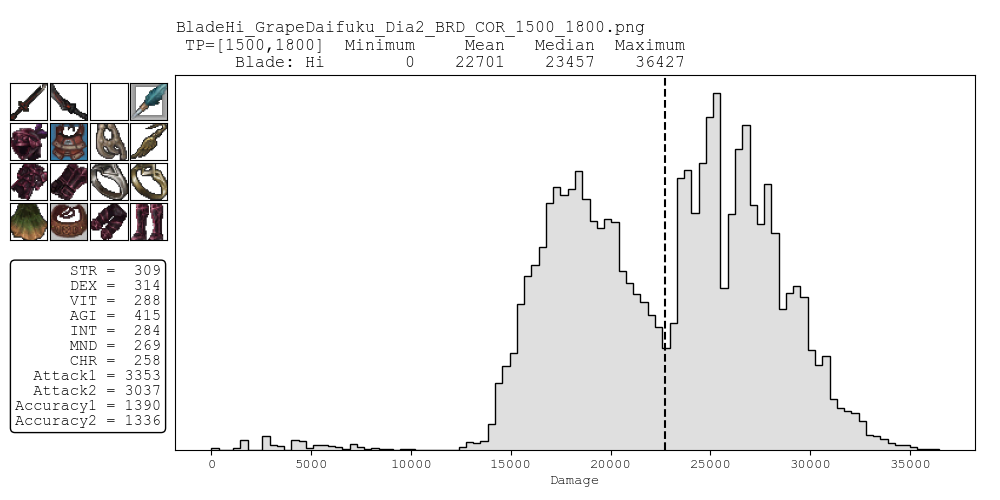 BladeHi_GrapeDaifuku_Dia2_BRD_COR_1500_1800.png
TP=[1500,1800] Minimum Mean Median Maximum
Blade: Hi 0 22701 23457 36427
STR = 309
DEX = 314
VIT = 288
AGI = 415
INT = 284
MND = 269
CHR = 258
Attack1 = 3353
Attack2 = 3037
Accuracy1 = 1390
Accuracy2 = 1336
0 5000 10000 15000 20000 25000 30000 35000
Damage